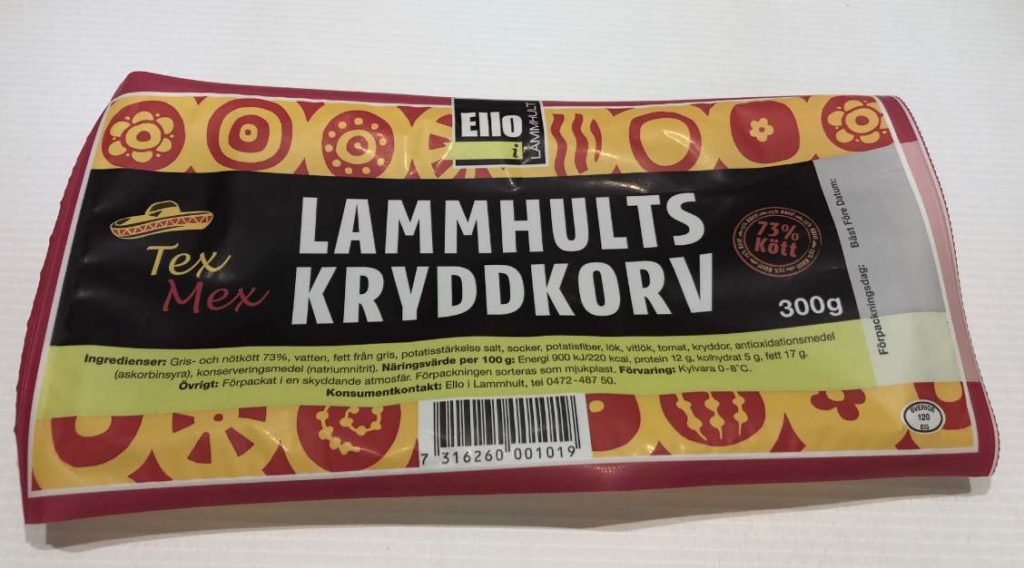 Ello
i.
LAMMHULT
Tex
Mex
LAMMHULTS
KRYDDKORV
73%
Kött
300g
Förpackningsdag:
Bäst Före Datum:
Ingredienser: Gris- och nötkött 73%, vatten, fett från gris, potatisstärkelse salt, socker, potatisfiber, lök, vitlök, tomat, kryddor, antioxidationsmedel
(askorbinsyra), konserveringsmedel (natriumnitrit). Näringsvärde per 100 g: Energi 900 kJ/220 kcal, protein 12 g, kolhydrat 5 g, fett 17 g.
Övrigt: Förpackat i en skyddande atmosfär. Förpackningen sorteras som mjukplast. Förvaring: Kylvara 0-8°C.
Konsumentkontakt: Ello i Lammhult, tel 0472-487 50.
7 316260 001019
SVERIGE
120
EG